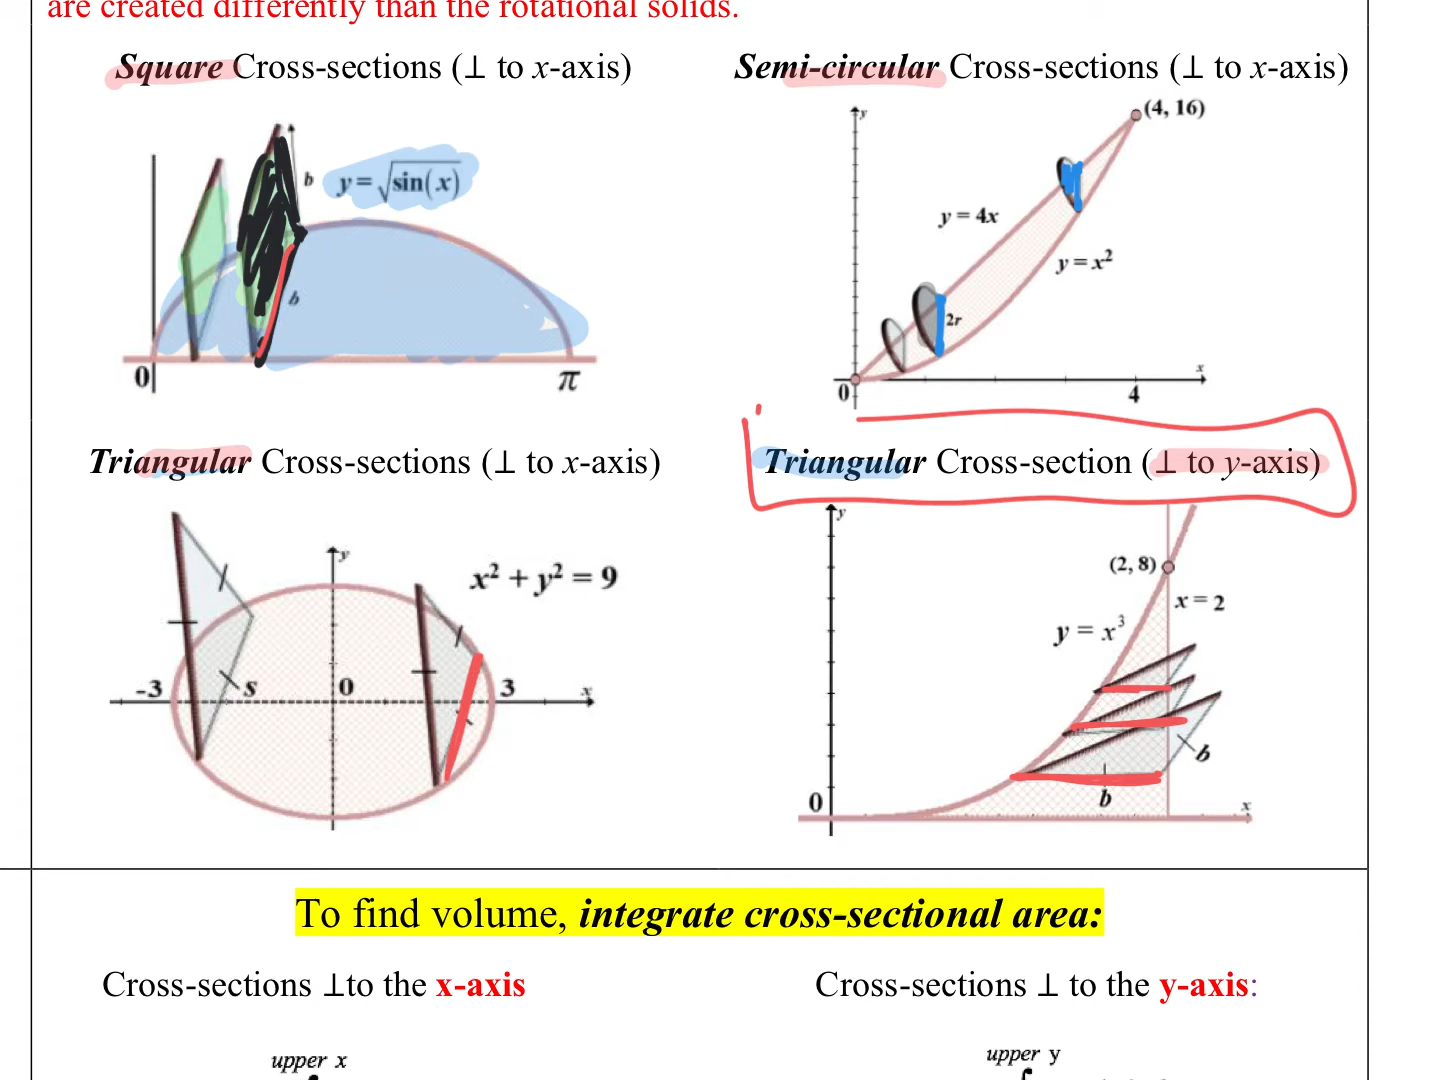 are created differently than the rotational solids.
Square Cross-sections (⊥ to x-axis)
Semi-circular Cross-sections (⊥ to x-axis)
b
y = √sin(x)
b
0
π
y
(4, 16)
y = 4x
y = x²
2r
x
0
4
Triangular Cross-sections (⊥ to x-axis)
Triangular Cross-section (⊥ to y-axis)
y
x² + y² = 9
-3
s
0
3
x
y
(2, 8)
x = 2
y = x³
b
b
0
x
To find volume, integrate cross-sectional area:
Cross-sections ⊥to the x-axis
Cross-sections ⊥ to the y-axis:
upper x
upper y